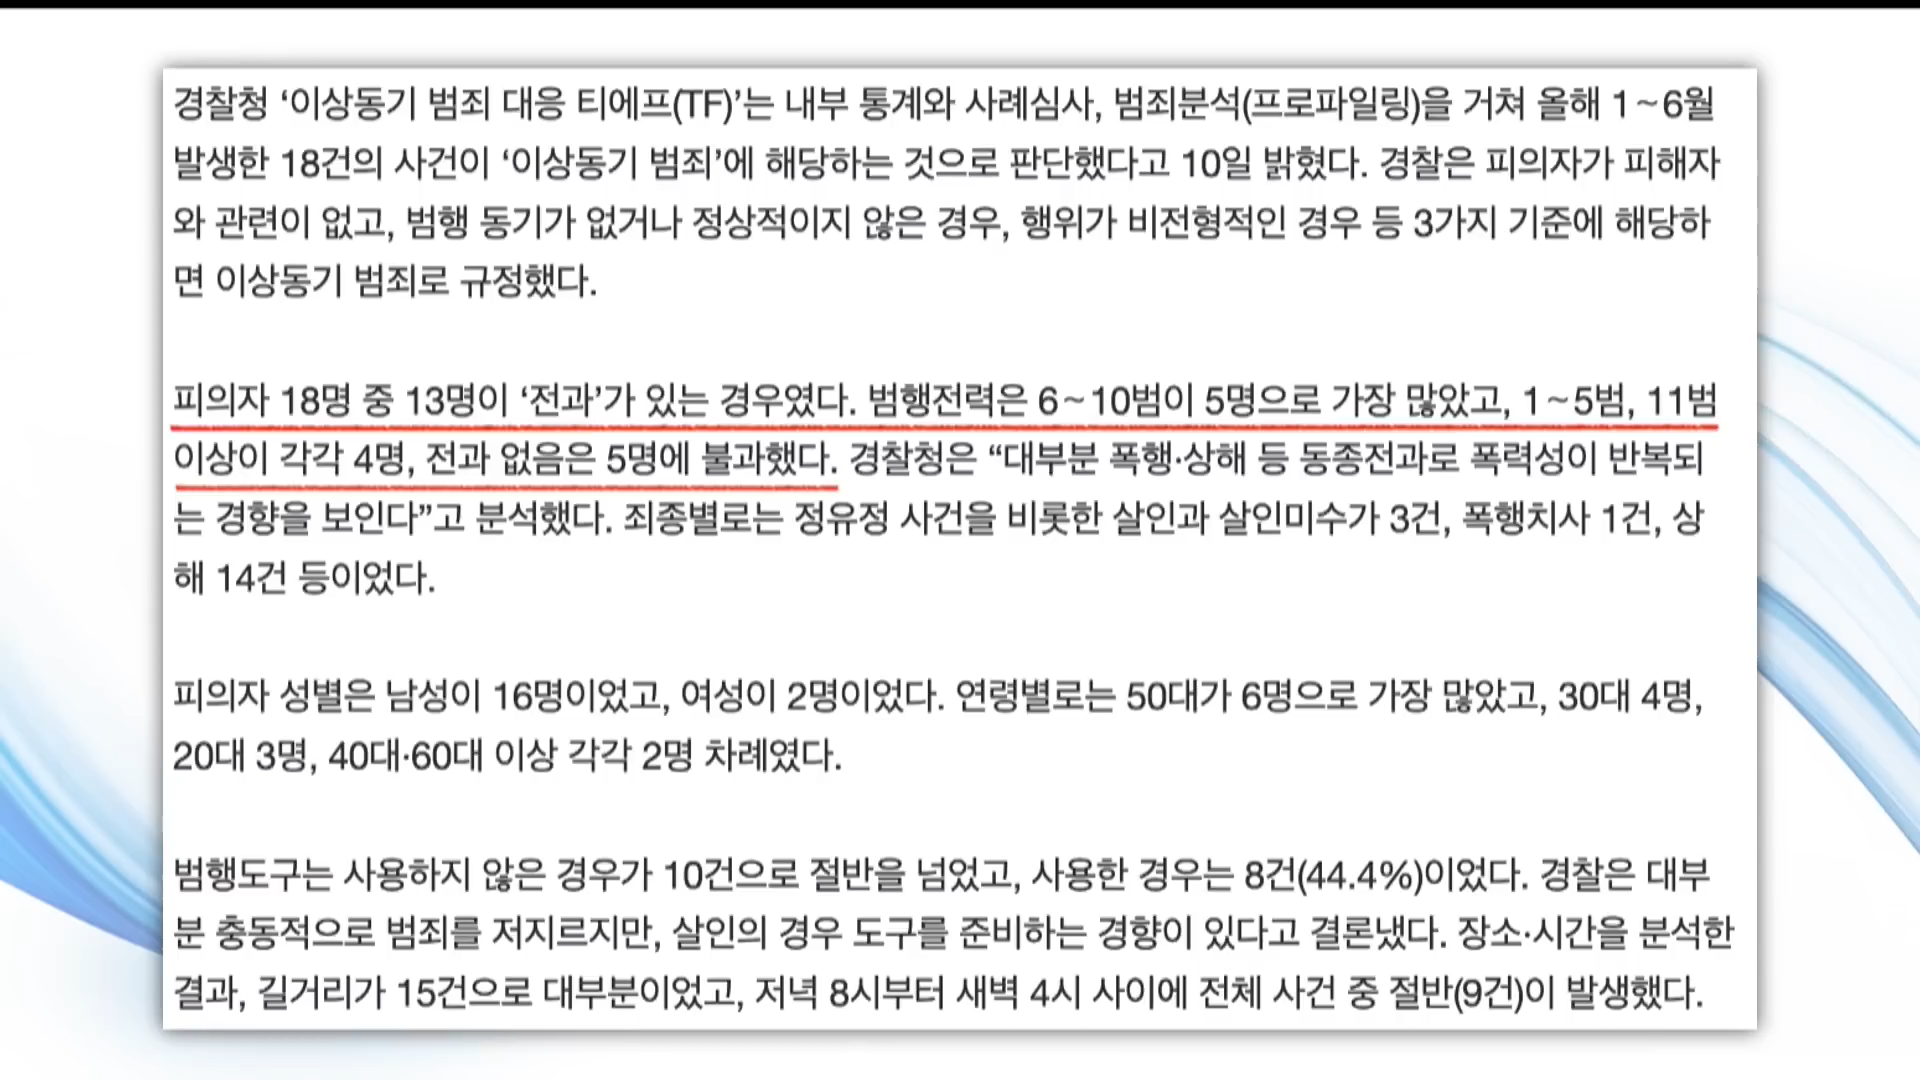 경찰청 ‘이상동기 범죄 대응 티에프(TF)’는 내부 통계와 사례심사, 범죄분석(프로파일링)을 거쳐 올해 1~6월
발생한 18건의 사건이 ‘이상동기 범죄’에 해당하는 것으로 판단했다고 10일 밝혔다. 경찰은 피의자가 피해자
와 관련이 없고, 범행 동기가 없거나 정상적이지 않은 경우, 행위가 비전형적인 경우 등 3가지 기준에 해당하
면 이상동기 범죄로 규정했다.
피의자 18명 중 13명이 ‘전과’가 있는 경우였다. 범행전력은 6~10범이 5명으로 가장 많았고, 1~5범, 11범
이상이 각각 4명, 전과 없음은 5명에 불과했다. 경찰청은 “대부분 폭행·상해 등 동종전과로 폭력성이 반복되
는 경향을 보인다”고 분석했다. 죄종별로는 정유정 사건을 비롯한 살인과 살인미수가 3건, 폭행치사 1건, 상
해 14건 등이었다.
피의자 성별은 남성이 16명이었고, 여성이 2명이었다. 연령별로는 50대가 6명으로 가장 많았고, 30대 4명,
20대 3명, 40대·60대 이상 각각 2명 차례였다.
범행도구는 사용하지 않은 경우가 10건으로 절반을 넘었고, 사용한 경우는 8건(44.4%)이었다. 경찰은 대부
분 충동적으로 범죄를 저지르지만, 살인의 경우 도구를 준비하는 경향이 있다고 결론냈다. 장소·시간을 분석한
결과, 길거리가 15건으로 대부분이었고, 저녁 8시부터 새벽 4시 사이에 전체 사건 중 절반(9건)이 발생했다.